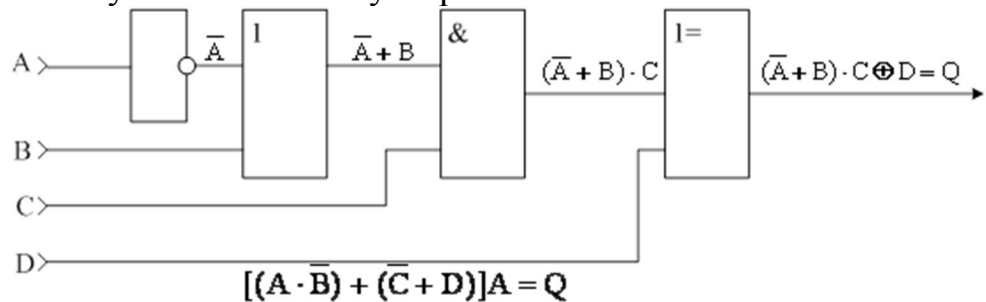 A̅
1
A̅ + B
&
(A̅ + B) · C
1=
(A̅ + B) · C⊕D = Q
A
B
C
D
[(A · B̅) + (C̅ + D)]A = Q